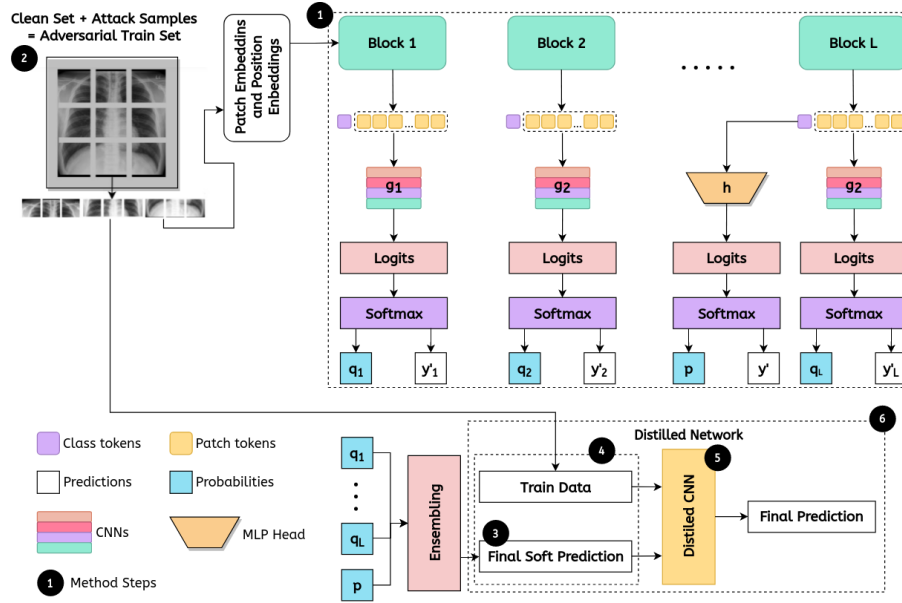 Clean Set + Attack Samples
= Adversarial Train Set
2
Patch Embeddins
and Position
Enbeddings
1
Block 1
Block 2
.....
Block L
...
...
...
g1
g2
h
g2
Logits
Logits
Logits
Logits
Softmax
Softmax
Softmax
Softmax
q1
y'1
q2
y'2
p
y'
qL
y'L
Class tokens
Patch tokens
Predictions
Probabilities
CNNs
MLP Head
1 Method Steps
q1
qL
p
Ensembling
6
Distilled Network
4
Train Data
3
Final Soft Prediction
5
Distiled CNN
Final Prediction